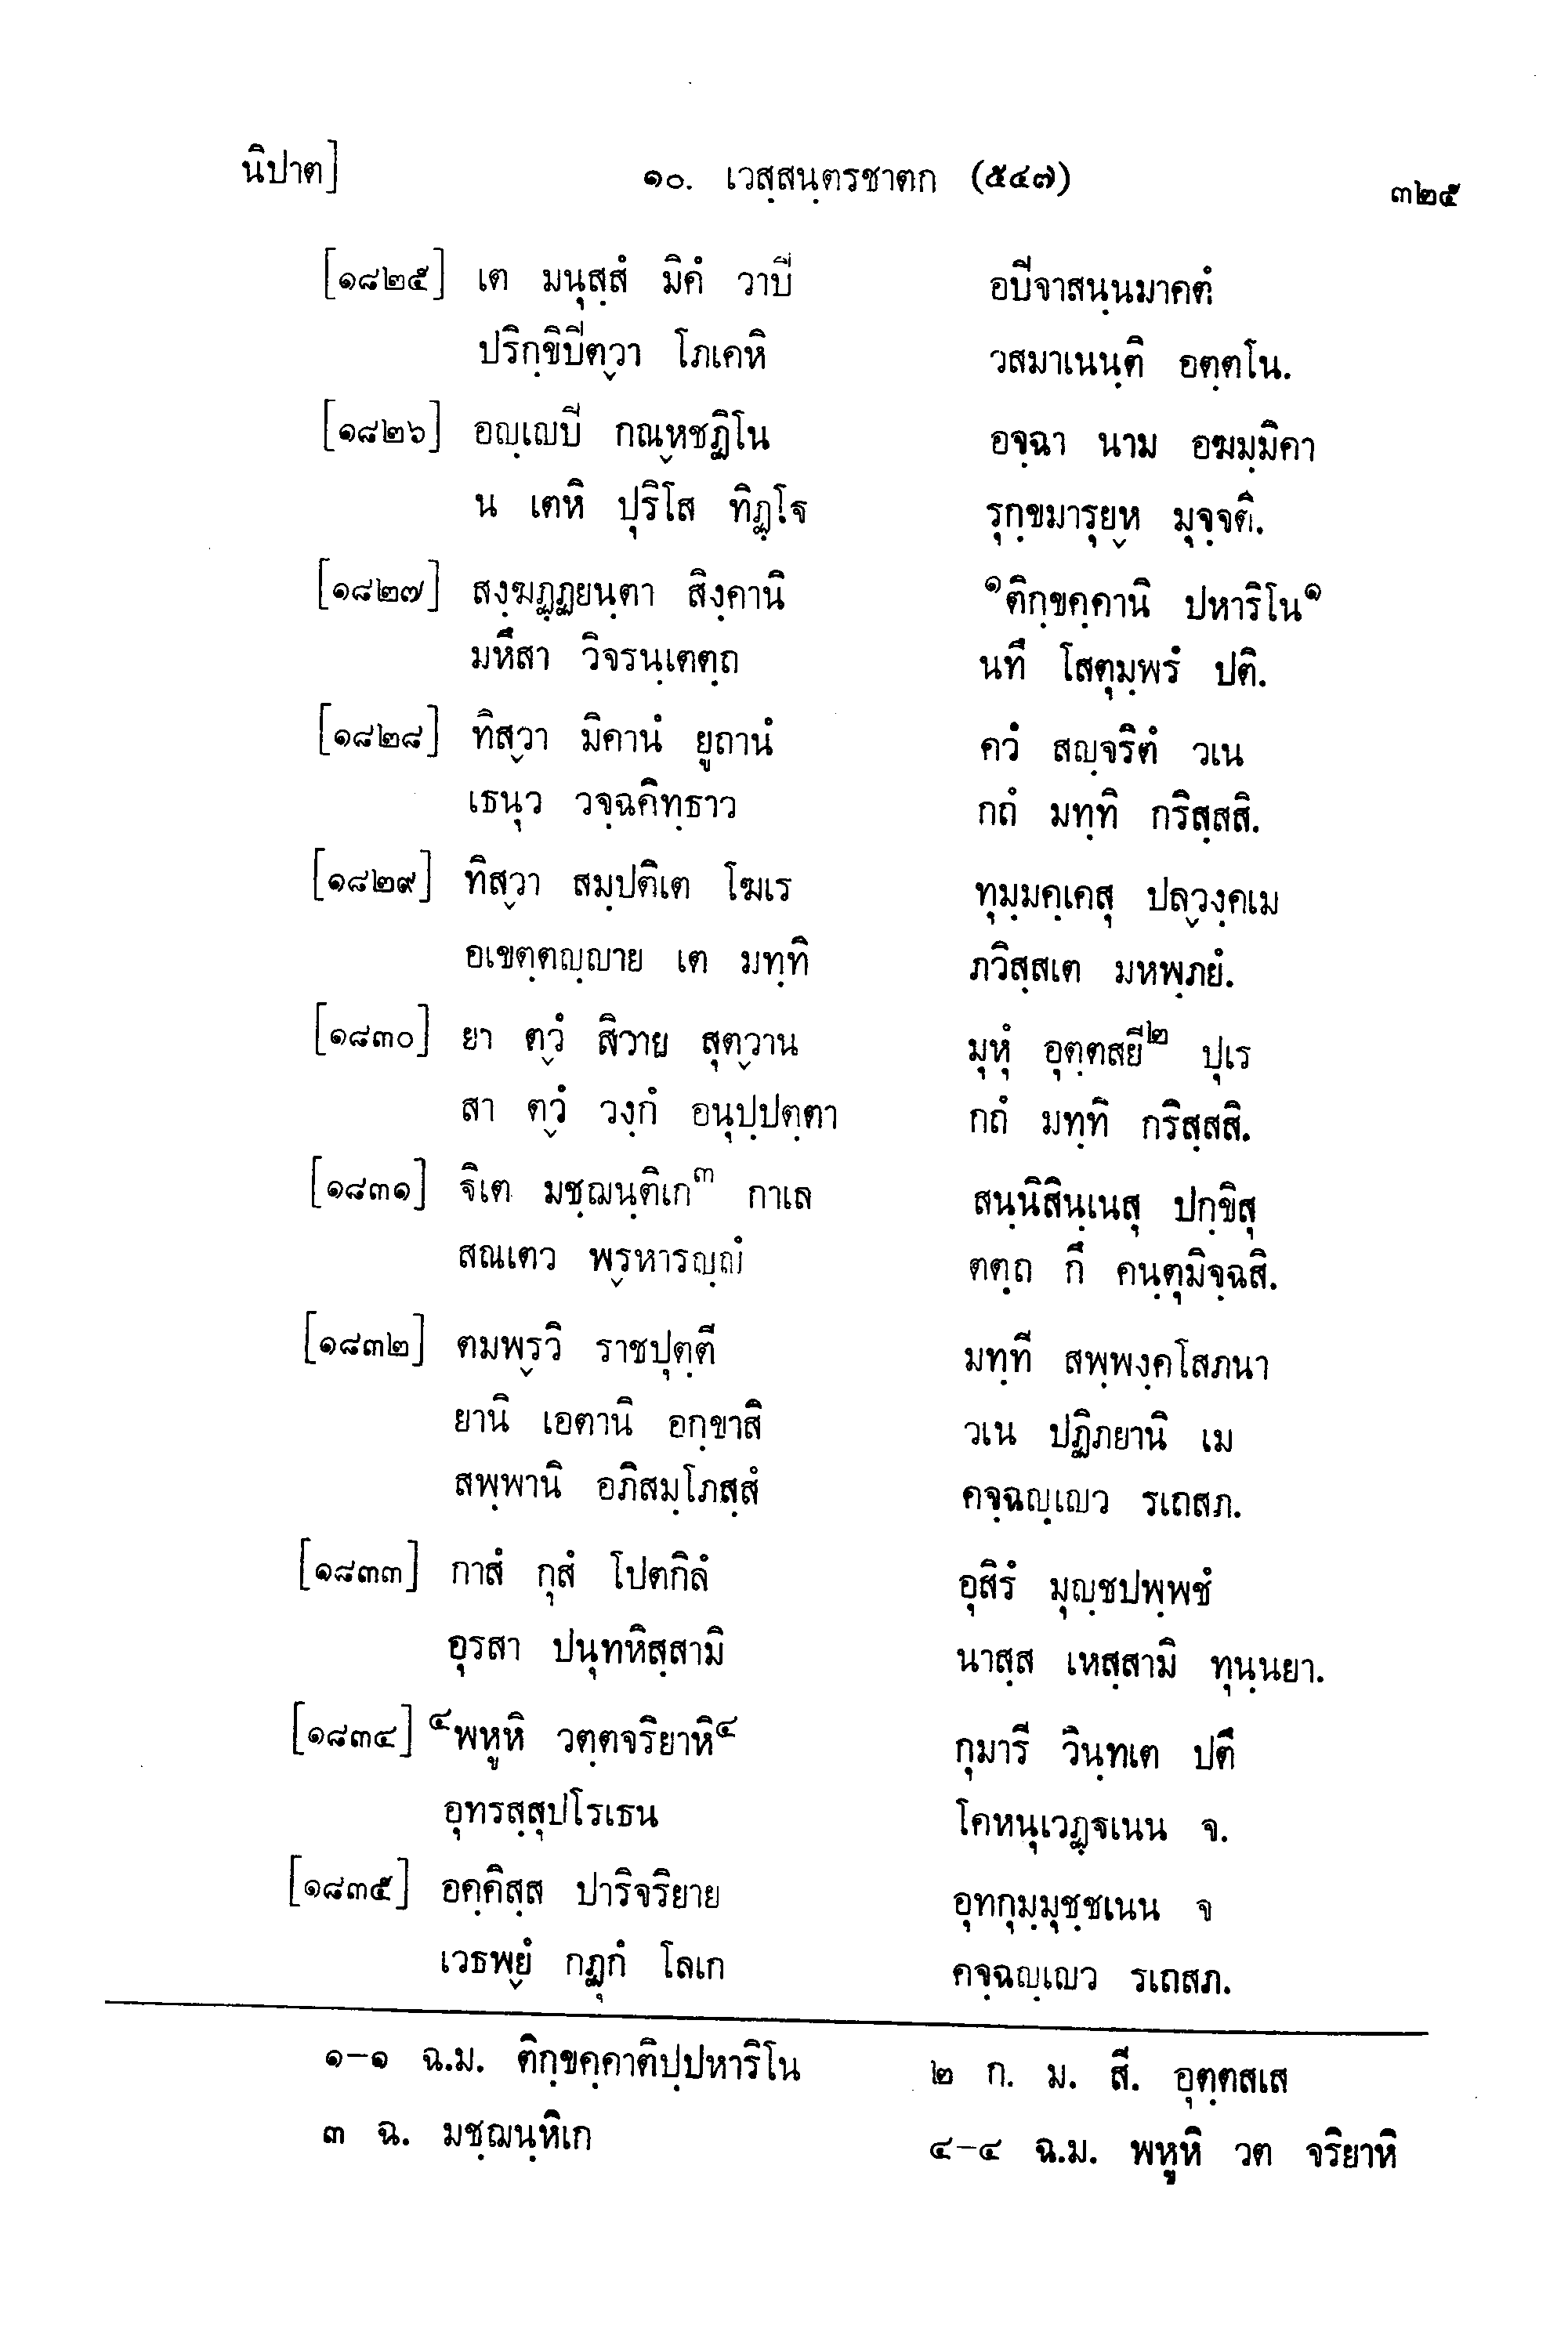 นิปาต] ๑๐. เวสฺสนฺตรชาตก (๕๔๗) ๓๒๕
[๑๘๒๕] เต มนุสฺสํ มิคํ วาปิ อปิจาสนฺนมาคตํ
ปริกฺขิปิตฺวา โภเคหิ วสมาเนนฺติ อตฺตโน.
[๑๘๒๖] อญฺเญปิ กณฺหชฏิโน อจฺฉา นาม อฆมฺมิคา
น เตหิ ปุริโส ทิฏฺโฐ รุกฺขมารุยฺห มุจฺจติ.
[๑๘๒๗] สงฺฆฏฺฏยนฺตา สิงฺคานิ ๑ติกฺขคฺคานิ ปหาริโน๑
มหึสา วิจรนฺเตตฺถ นทึ โสตุมฺพรํ ปติ.
[๑๘๒๘] ทิสฺวา มิคานํ ยูถานํ ควํ สญฺจริตํ วเน
เธนุว วจฺฉคิทฺธาว กถํ มทฺทิ กริสฺสสิ.
[๑๘๒๙] ทิสฺวา สมฺปติเต โฆเร ทุมฺมคฺเคสุ ปลฺวงฺคเม
อเขตฺตญฺญาย เต มทฺทิ ภวิสฺสเต มหพฺภยํ.
[๑๘๓๐] ยา ตฺวํ สิวาย สุตฺวาน มุหุํ อุตฺตสยี๒ ปุเร
สา ตฺวํ วงฺกํ อนุปฺปตฺตา กถํ มทฺทิ กริสฺสสิ.
[๑๘๓๑] ฐิเต มชฺฌนฺติเก๓ กาเล สนฺนิสินฺเนสุ ปกฺขิสุ
สณเตว พฺรหารญฺญํ ตตฺถ กึ คนฺตุมิจฺฉสิ.
[๑๘๓๒] ตมพฺรวิ ราชปุตฺตี มทฺที สพฺพงฺคโสภนา
ยานิ เอตานิ อกฺขาสิ วเน ปฏิภยานิ เม
สพฺพานิ อภิสมฺโภสฺสํ คจฺฉญฺเญว รเถสภ.
[๑๘๓๓] กาสํ กุสํ โปตกิลํ อุสิรํ มุญฺชปพฺพชํ
อุรสา ปนุทหิสฺสามิ นาสฺส เหสฺสามิ ทุนฺนยา.
[๑๘๓๔] ๔พหูหิ วตฺตจริยาหิ๔ กุมารี วินฺทเต ปตึ
อุทรสฺสุปโรเธน โคหนุเวฏฺฐเนน จ.
[๑๘๓๕] อคฺคิสฺส ปาริจริยาย อุทกุมฺมุชฺชเนน จ
เวธพฺยํ กฏุกํ โลเก คจฺฉญฺเญว รเถสภ.
๑-๑ ฉ.ม. ติกฺขคฺคาติปฺปหาริโน ๒ ก. ม. สี. อุตฺตสเส
๓ ฉ. มชฺฌนฺหิเก ๔-๔ ฉ.ม. พหูหิ วต จริยาหิ